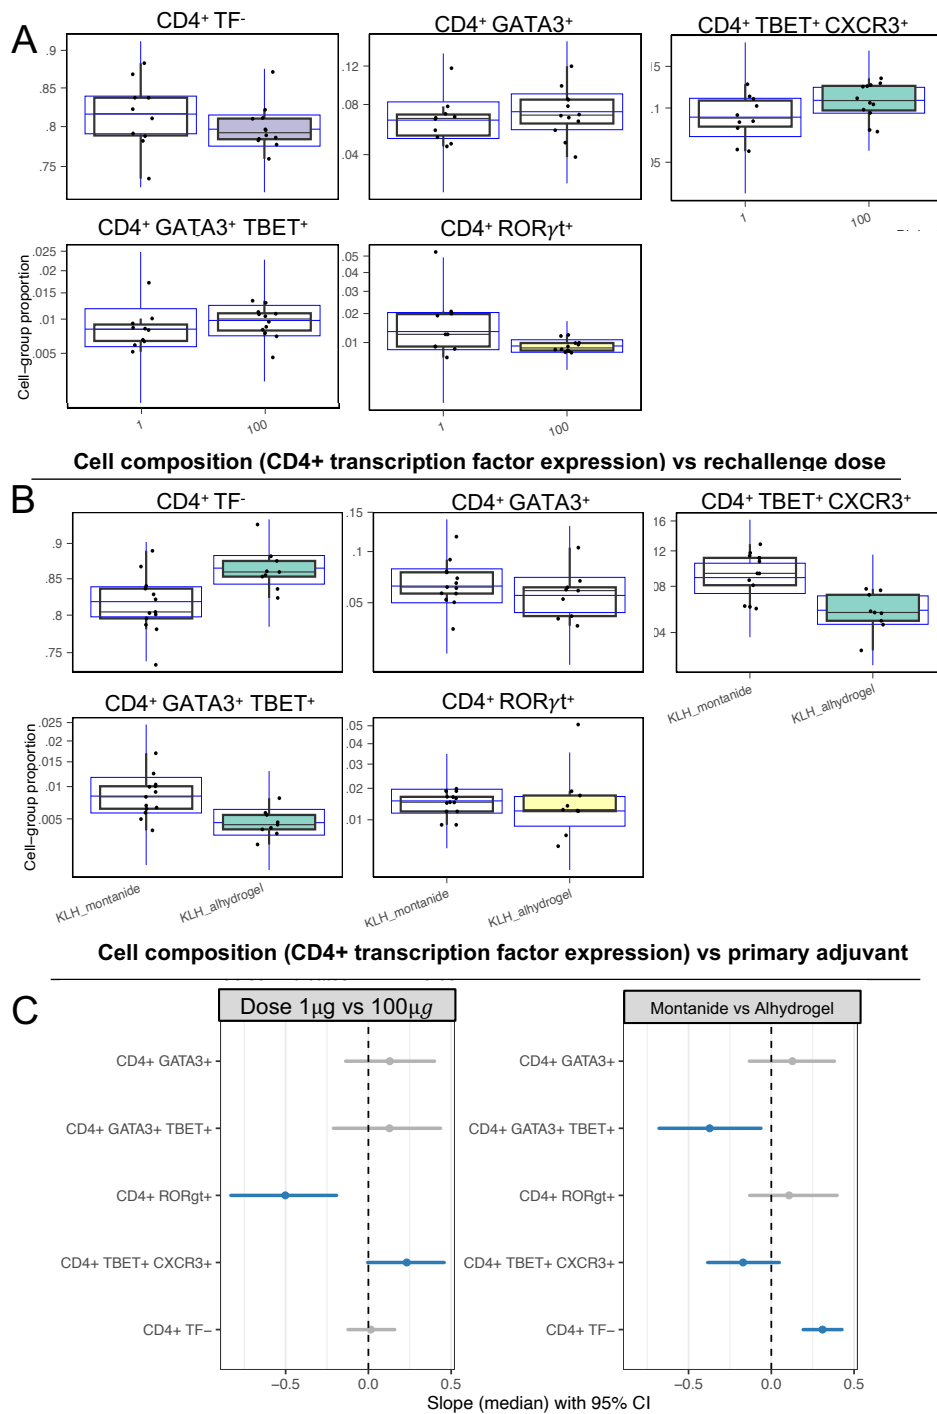 A
CD4+ TF-
CD4+ GATA3+
CD4+ TBET+ CXCR3+
.9
.85
.8
.75
.12
.08
.04
.15
.1
.05
1
100
CD4+ GATA3+ TBET+
CD4+ RORγt+
Cell-group proportion
.025
.02
.015
.01
.005
.05
.04
.03
.02
.01
1
100
1
100
Cell composition (CD4+ transcription factor expression) vs rechallenge dose
B
CD4+ TF-
CD4+ GATA3+
CD4+ TBET+ CXCR3+
.9
.85
.8
.75
.15
.1
.05
16
12
08
04
KLH_montanide
KLH_alhydrogel
CD4+ GATA3+ TBET+
CD4+ RORγt+
Cell-group proportion
.025
.02
.015
.01
.005
.05
.04
.02
.01
KLH_montanide
KLH_alhydrogel
KLH_montanide
KLH_alhydrogel
Cell composition (CD4+ transcription factor expression) vs primary adjuvant
C
Dose 1μg vs 100μg
Montanide vs Alhydrogel
CD4+ GATA3+
CD4+ GATA3+ TBET+
CD4+ RORgt+
CD4+ TBET+ CXCR3+
CD4+ TF−
CD4+ GATA3+
CD4+ GATA3+ TBET+
CD4+ RORgt+
CD4+ TBET+ CXCR3+
CD4+ TF−
−0.5
0.0
0.5
−0.5
0.0
0.5
Slope (median) with 95% CI